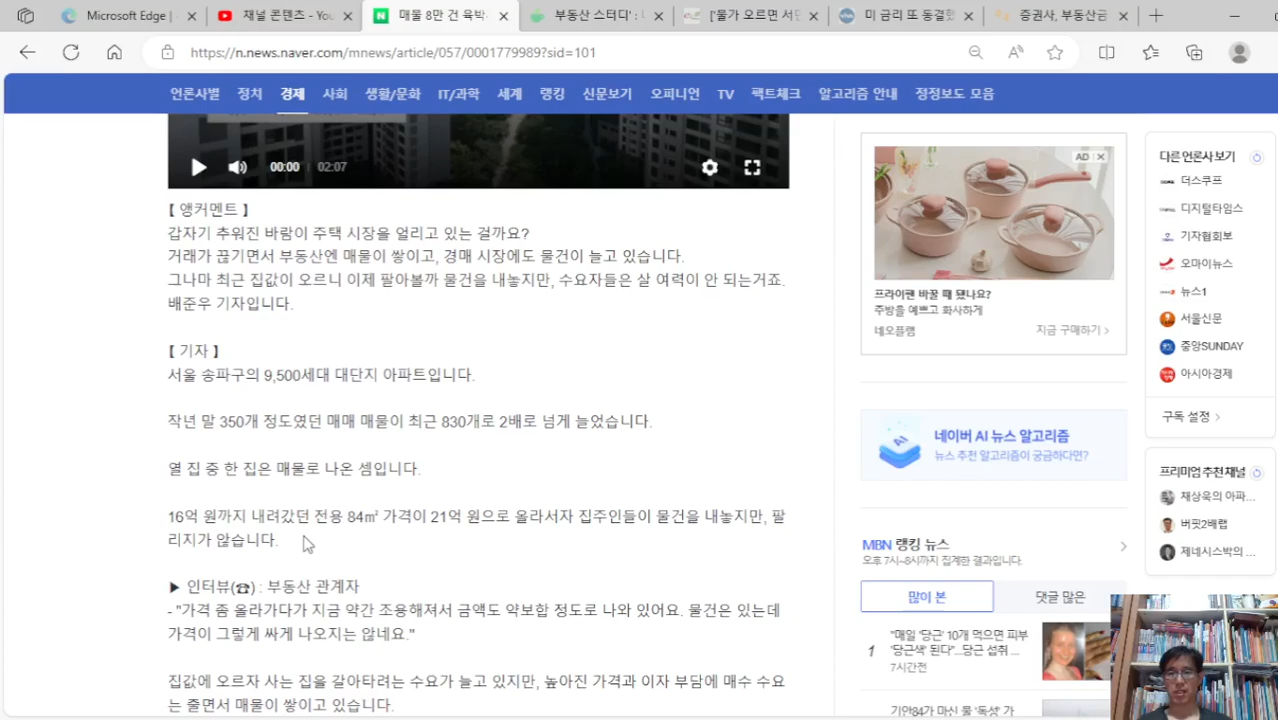 Microsoft Edge |
채널 콘텐츠 - You
매물 8만 건 육박
부동산 스터디' : 네
['물가 오르면 서민
미 금리 또 동결했
증권사, 부동산금
https://n.news.naver.com/mnews/article/057/0001779989?sid=101
언론사별 정치 경제 사회 생활/문화 IT/과학 세계 랭킹 신문보기 오피니언 TV 팩트체크 알고리즘 안내 정정보도 모음
00:00 02:07
【 앵커멘트 】
갑자기 추워진 바람이 주택 시장을 얼리고 있는 걸까요?
거래가 끊기면서 부동산엔 매물이 쌓이고, 경매 시장에도 물건이 늘고 있습니다.
그나마 최근 집값이 오르니 이제 팔아볼까 물건을 내놓지만, 수요자들은 살 여력이 안 되는거죠.
배준우 기자입니다.
【 기자 】
서울 송파구의 9,500세대 대단지 아파트입니다.
작년 말 350개 정도였던 매매 매물이 최근 830개로 2배로 넘게 늘었습니다.
열 집 중 한 집은 매물로 나온 셈입니다.
16억 원까지 내려갔던 전용 84㎡ 가격이 21억 원으로 올라서자 집주인들이 물건을 내놓지만, 팔
리지가 않습니다.
▶ 인터뷰(☎) : 부동산 관계자
- "가격 좀 올라가다가 지금 약간 조용해져서 금액도 약보합 정도로 나와 있어요. 물건은 있는데
가격이 그렇게 싸게 나오지는 않네요."
집값에 오르자 사는 집을 갈아타려는 수요가 늘고 있지만, 높아진 가격과 이자 부담에 매수 수요
는 줄면서 매물이 쌓이고 있습니다.
AD X
프라이팬 바꿀 때 됐나요?
주방을 예쁘고 화사하게
네오플램 지금 구매하기 >
네이버 AI 뉴스 알고리즘
뉴스 추천 알고리즘이 궁금하다면?
MBN 랭킹 뉴스
오후 7시~8시까지 집계한 결과입니다.
많이 본 댓글 많은
1 "매일 '당근' 10개 먹으면 피부
'당근색' 된다"...당근 섭취 ...
7시간전
기안84가 마신 물 '독성' 가
다른 언론사 보기
더스쿠프
디지털타임스
기자협회보
오마이뉴스
뉴스1
서울신문
중앙SUNDAY
아시아경제
구독 설정 >
프리미엄 추천 채널
채상욱의 아파...
버핏2배랩
제네시스박의 ...